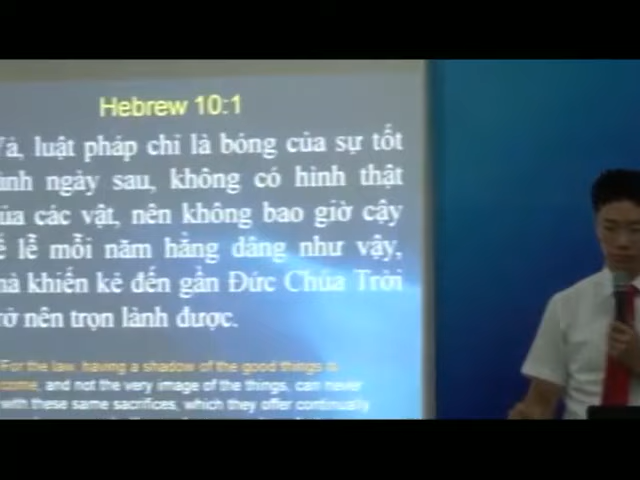 Hebrew 10:1
Vả, luật pháp chỉ là bóng của sự tốt
lành ngày sau, không có hình thật
của các vật, nên không bao giờ cậy
lễ mỗi năm hằng dâng như vậy,
mà khiến kẻ đến gần Đức Chúa Trời
trở nên trọn lành được.
For the law, having a shadow of the good things
come, and not the very image of the things, can never
with these same sacrifices, which they offer continually